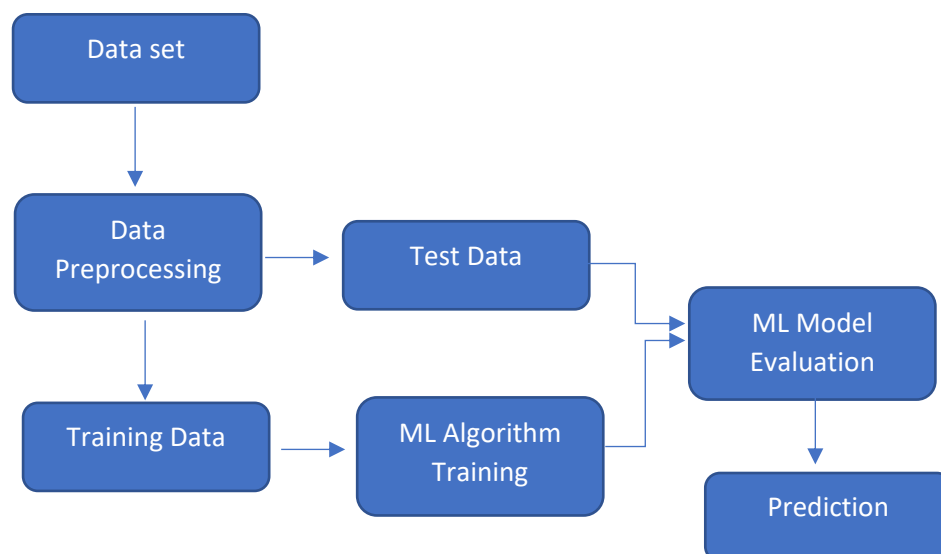 Data set
Data
Preprocessing
Test Data
ML Model
Evaluation
Training Data
ML Algorithm
Training
Prediction